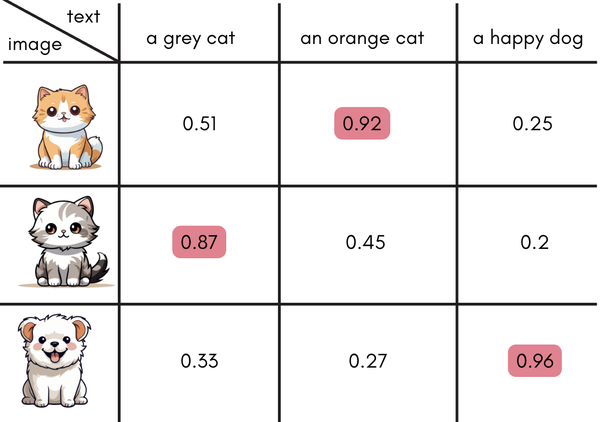 text
image
a grey cat
an orange cat
a happy dog
0.51
0.92
0.25
0.87
0.45
0.2
0.33
0.27
0.96